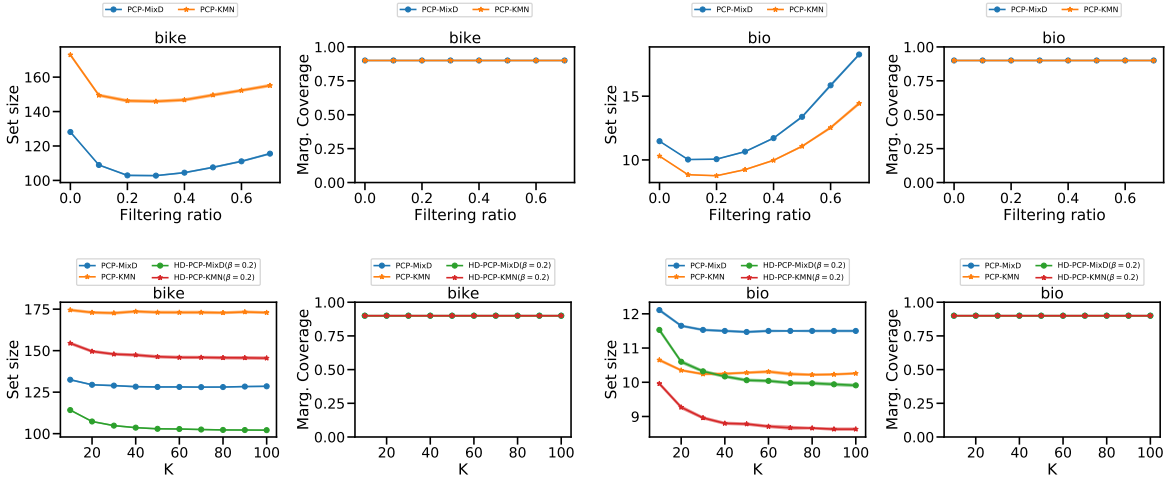 PCP-MixD PCP-KMN
bike
Set size
160
140
120
100
0.0 0.2 0.4 0.6
Filtering ratio
PCP-MixD PCP-KMN
bike
Marg. Coverage
1.00
0.75
0.50
0.25
0.00
0.0 0.2 0.4 0.6
Filtering ratio
PCP-MixD PCP-KMN
bio
Set size
15
10
0.0 0.2 0.4 0.6
Filtering ratio
PCP-MixD PCP-KMN
bio
Marg. Coverage
1.00
0.75
0.50
0.25
0.00
0.0 0.2 0.4 0.6
Filtering ratio
PCP-MixD HD-PCP-MixD(β = 0.2)
PCP-KMN HD-PCP-KMN(β = 0.2)
bike
Set size
175
150
125
100
20 40 60 80 100
K
PCP-MixD HD-PCP-MixD(β = 0.2)
PCP-KMN HD-PCP-KMN(β = 0.2)
bike
Marg. Coverage
1.00
0.75
0.50
0.25
0.00
20 40 60 80 100
K
PCP-MixD HD-PCP-MixD(β = 0.2)
PCP-KMN HD-PCP-KMN(β = 0.2)
bio
Set size
12
11
10
9
20 40 60 80 100
K
PCP-MixD HD-PCP-MixD(β = 0.2)
PCP-KMN HD-PCP-KMN(β = 0.2)
bio
Marg. Coverage
1.00
0.75
0.50
0.25
0.00
20 40 60 80 100
K